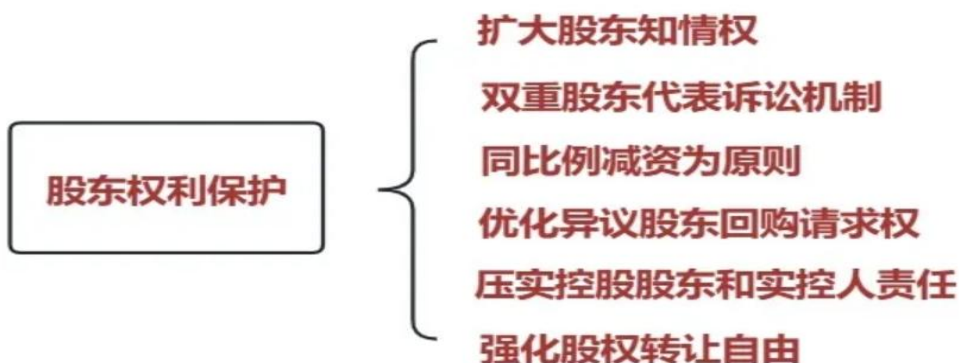 股东权利保护
扩大股东知情权
双重股东代表诉讼机制
同比例减资为原则
优化异议股东回购请求权
压实控股股东和实控人责任
强化股权转让自由